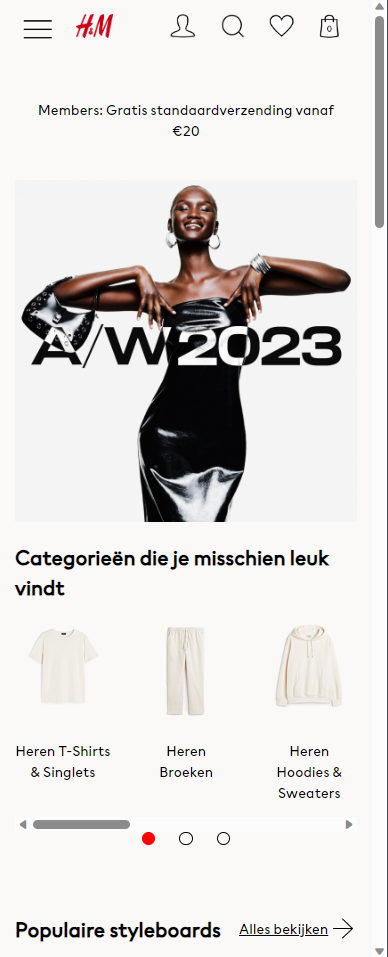 H&M
0
Members: Gratis standaardverzending vanaf
€20
A/W2023
Categorieën die je misschien leuk
vindt
Heren T-Shirts
& Singlets
Heren
Broeken
Heren
Hoodies &
Sweaters
Populaire styleboards
Alles bekijken